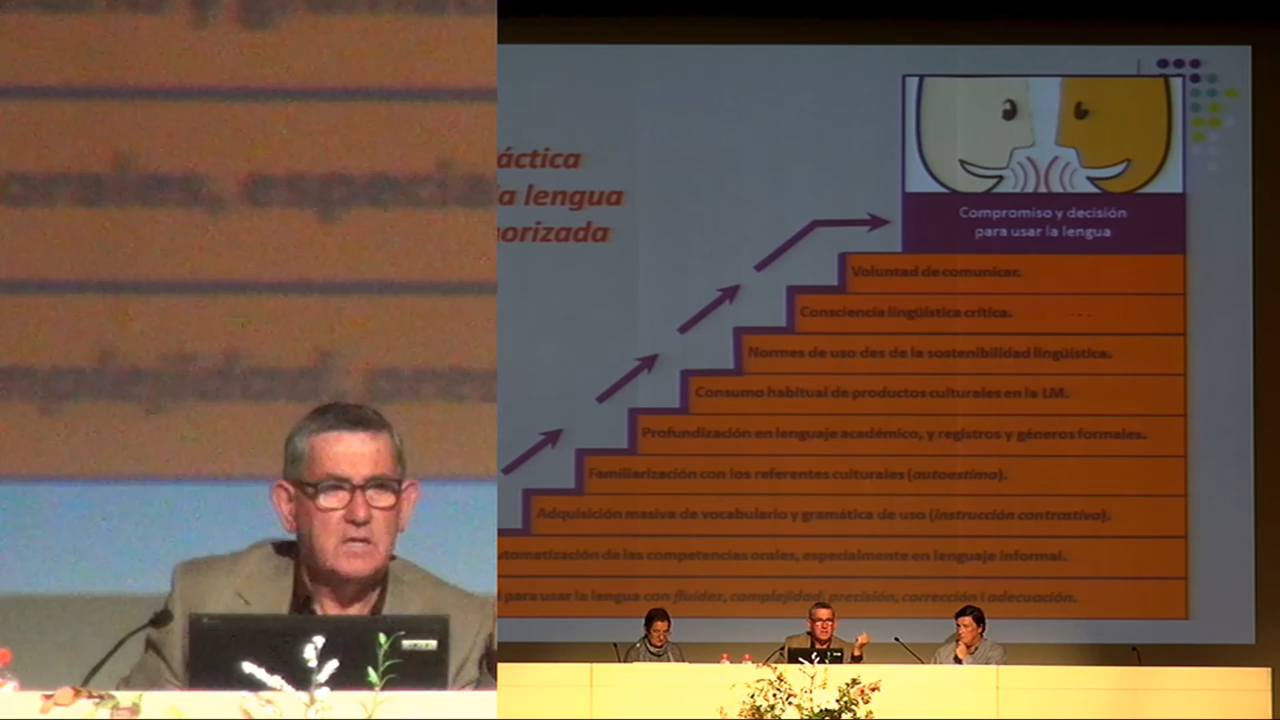 orales, especial
mplejidad, prec
áctica
a lengua
orizada
Compromiso y decisión
para usar la lengua
Voluntad de comunicar.
Consciencia lingüística crítica.
Normes de uso des de la sostenibilidad lingüística.
Consumo habitual de productos culturales en la LM.
Profundización en lenguaje académico, y registros y géneros formales.
Familiarización con los referentes culturales (autoestima).
Adquisición masiva de vocabulario y gramática de uso (instrucción contrastiva).
utomatización de las competencias orales, especialmente en lenguaje informal.
para usar la lengua con fluidez, complejidad, precisión, corrección i adecuación.